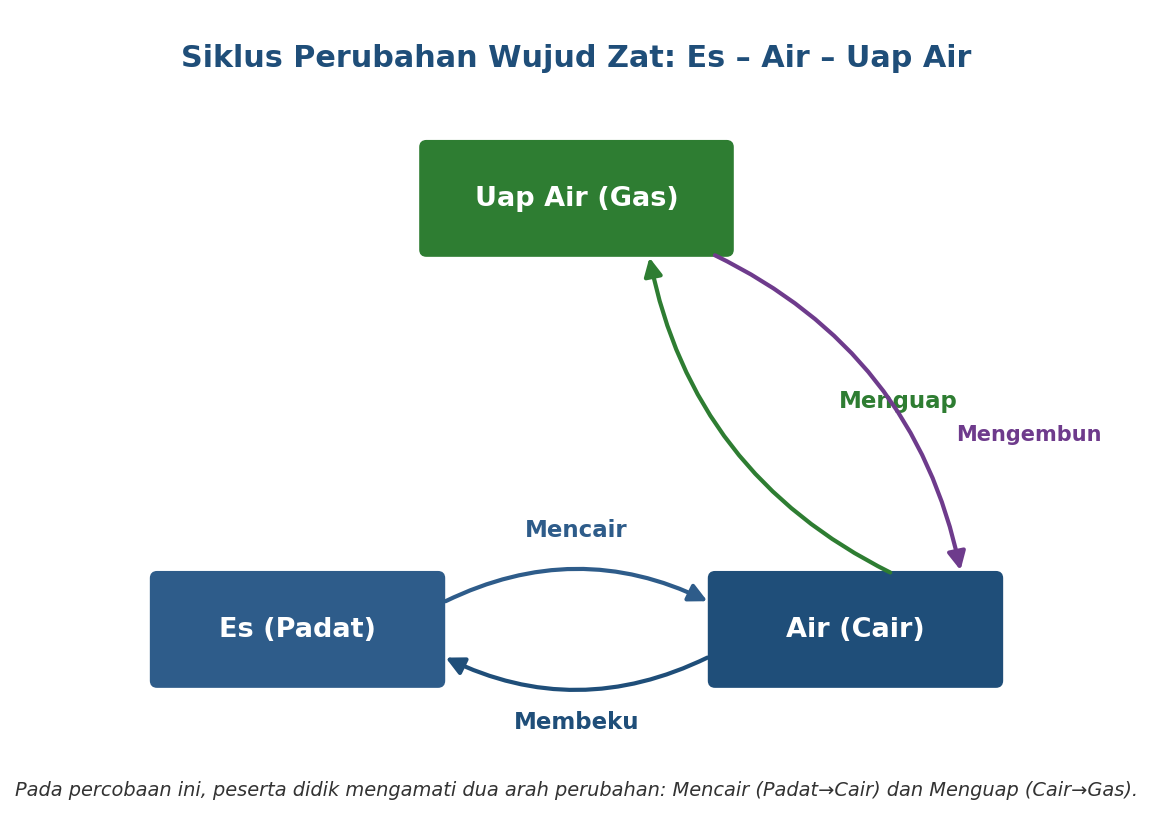 Siklus Perubahan Wujud Zat: Es – Air – Uap Air
Uap Air (Gas)
Menguap
Mengembun
Mencair
Es (Padat)
Air (Cair)
Membeku
Pada percobaan ini, peserta didik mengamati dua arah perubahan: Mencair (Padat→Cair) dan Menguap (Cair→Gas).